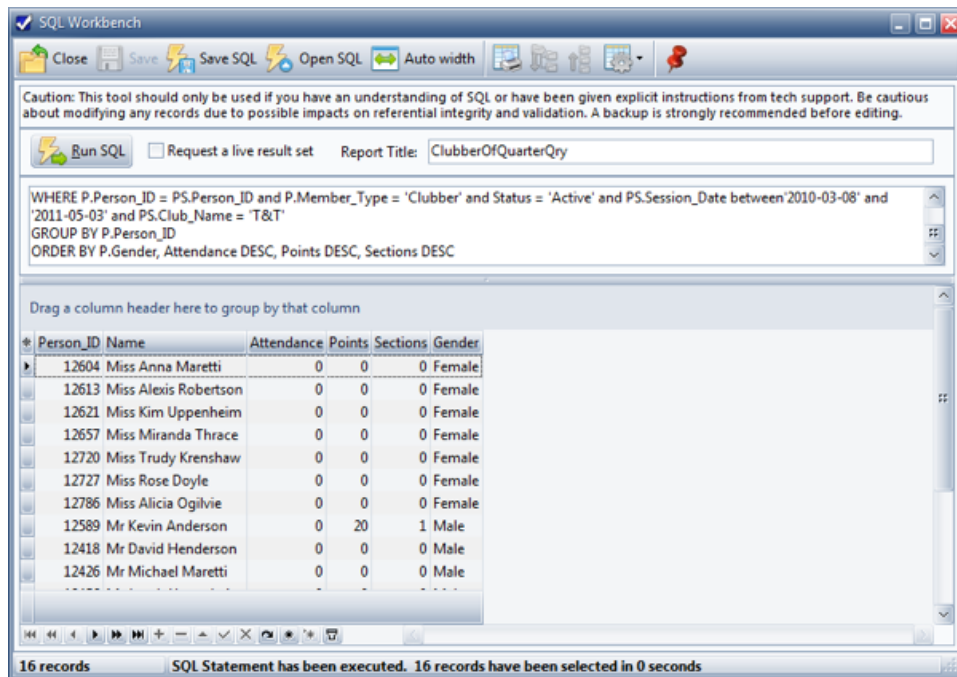 SQL Workbench
Close Save Save SQL Open SQL Auto width
Caution: This tool should only be used if you have an understanding of SQL or have been given explicit instructions from tech support. Be cautious
about modifying any records due to possible impacts on referential integrity and validation. A backup is strongly recommended before editing.
Run SQL Request a live result set Report Title: ClubberOfQuarterQry
WHERE P.Person_ID = PS.Person_ID and P.Member_Type = 'Clubber' and Status = 'Active' and PS.Session_Date between'2010-03-08' and
'2011-05-03' and PS.Club_Name = 'T&T'
GROUP BY P.Person_ID
ORDER BY P.Gender, Attendance DESC, Points DESC, Sections DESC
Drag a column header here to group by that column
Person_ID Name Attendance Points Sections Gender
12604 Miss Anna Maretti 0 0 0 Female
12613 Miss Alexis Robertson 0 0 0 Female
12621 Miss Kim Uppenheim 0 0 0 Female
12657 Miss Miranda Thrace 0 0 0 Female
12720 Miss Trudy Krenshaw 0 0 0 Female
12727 Miss Rose Doyle 0 0 0 Female
12786 Miss Alicia Ogilvie 0 0 0 Female
12589 Mr Kevin Anderson 0 20 1 Male
12418 Mr David Henderson 0 0 0 Male
12426 Mr Michael Maretti 0 0 0 Male
16 records SQL Statement has been executed. 16 records have been selected in 0 seconds